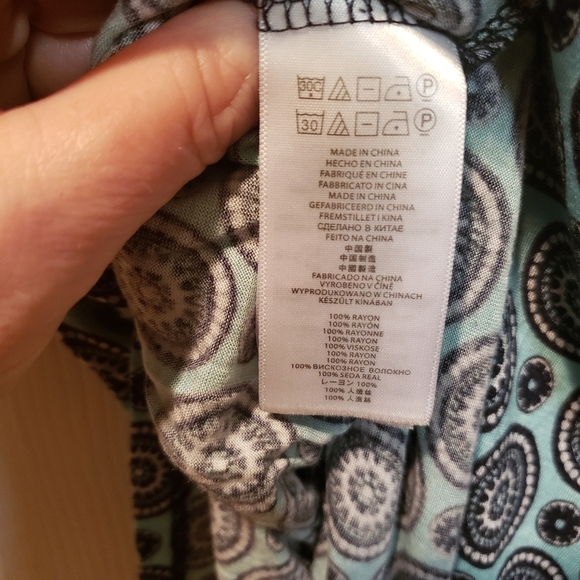 30C P
30 P
MADE IN CHINA
HECHO EN CHINA
FABRIQUÉ EN CHINE
FABBRICATO IN CINA
MADE IN CHINA
GEFABRICEERD IN CHINA
FREMSTILLET I KINA
СДЕЛАНО В КИТАЕ
FEITO NA CHINA
中国製
中国制造
中國製造
FABRICADO NA CHINA
VYROBENO V ČÍNĚ
WYPRODUKOWANO W CHINACH
KÉSZÜLT KÍNÁBAN
100% RAYON
100% RAYÓN
100% RAYONNE
100% RAYON
100% VISKOSE
100% RAYON
100% RAYON
100% ВИСКОЗНОЕ ВОЛОКНО
100% SEDA REAL
レーヨン 100%
100% 人造丝
100% 人造絲